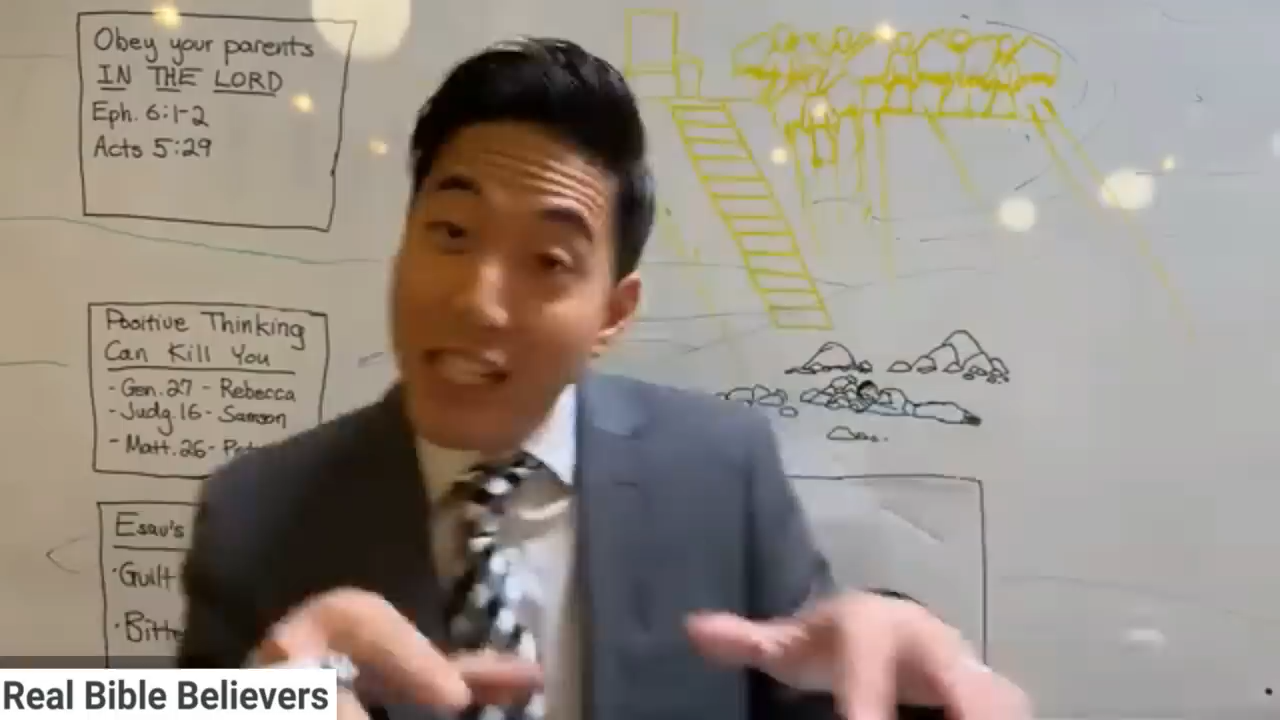 Obey your parents
IN THE LORD
Eph. 6:1-2
Acts 5:29
Positive Thinking
Can Kill You
- Gen. 27 - Rebecca
- Judg. 16 - Samson
- Matt. 26 -
Esau's
· Guilt
Real Bible Believers